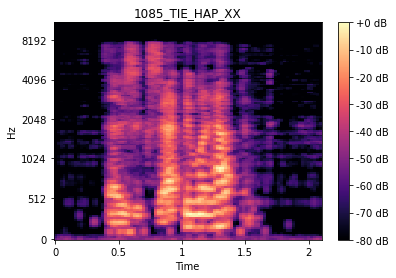 1085_TIE_HAP_XX
+0 dB
8192
-10 dB
4096
-20 dB
-30 dB
2048
Hz
-40 dB
1024
-50 dB
512
-60 dB
-70 dB
0
-80 dB
0
0.5
1
1.5
2
Time